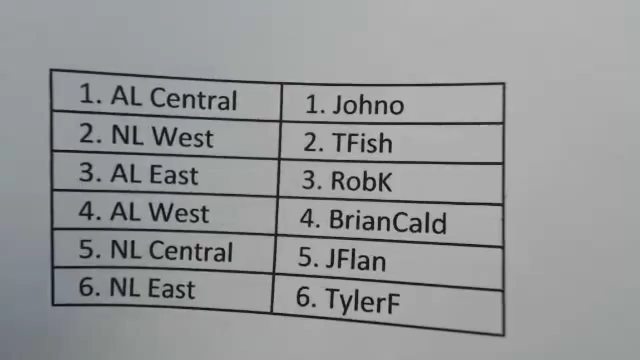 1. AL Central 1. Johno
2. NL West 2. TFish
3. AL East 3. RobK
4. AL West 4. BrianCald
5. NL Central 5. JFlan
6. NL East 6. TylerF